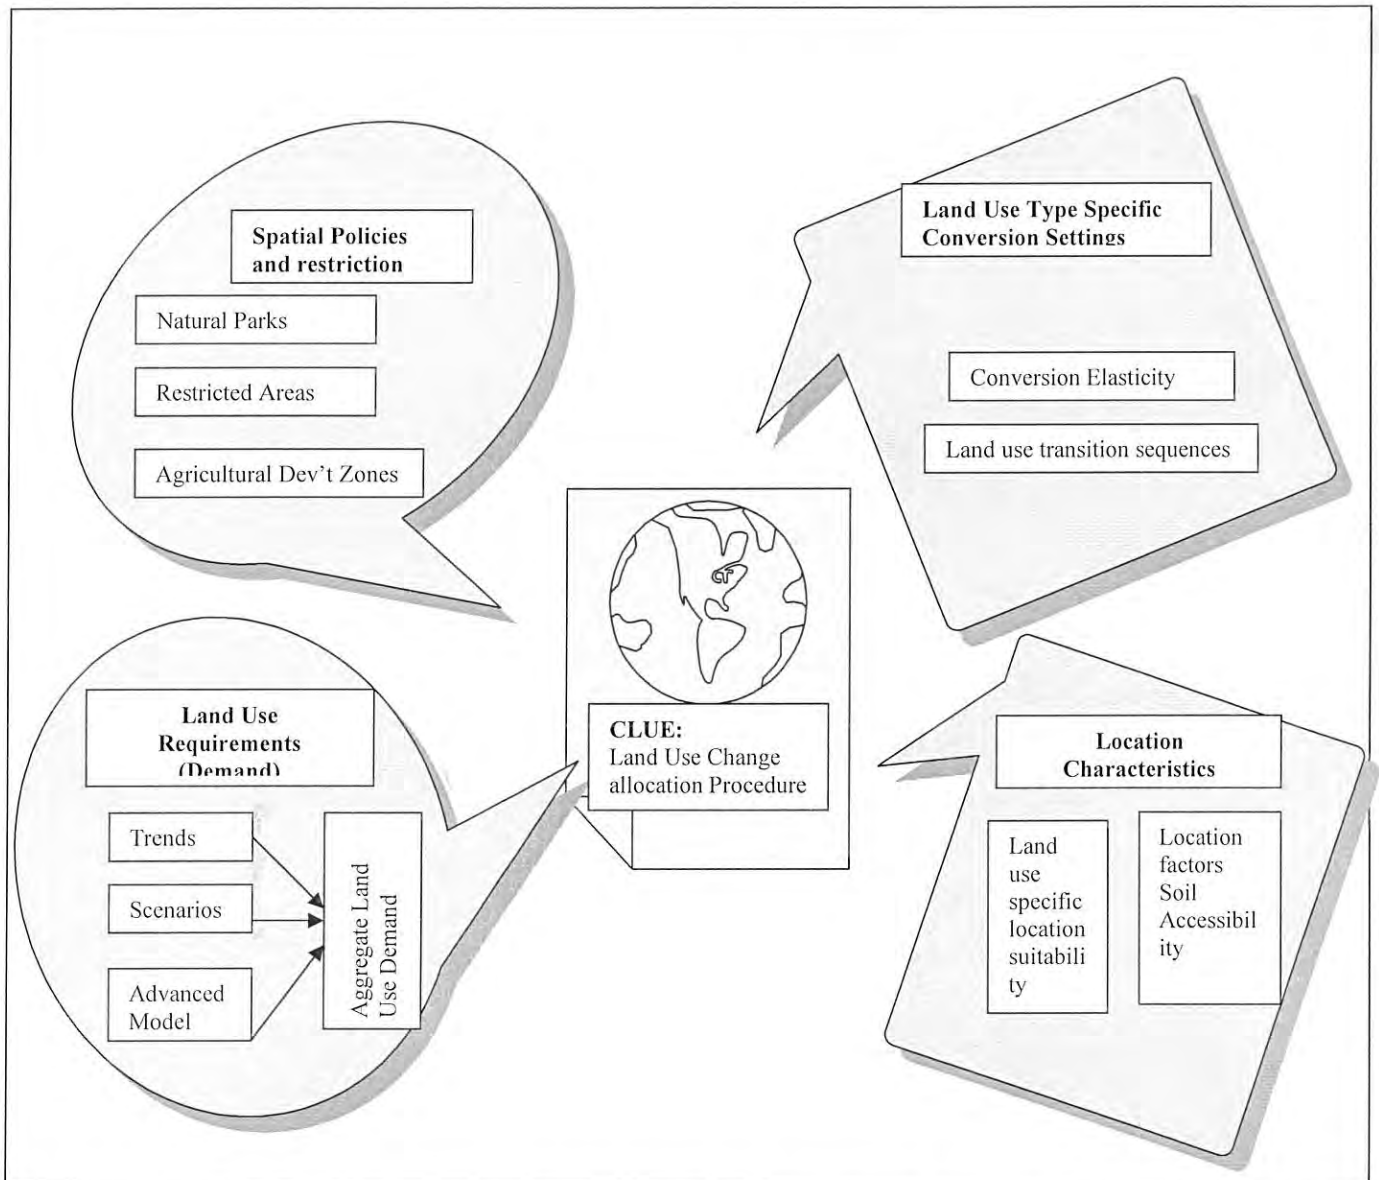 Spatial Policies
and restriction
Natural Parks
Restricted Areas
Agricultural Dev't Zones
Land Use Type Specific
Conversion Settings
Conversion Elasticity
Land use transition sequences
CLUE:
Land Use Change
allocation Procedure
Land Use
Requirements
(Demand)
Trends
Scenarios
Advanced
Model
Aggregate Land
Use Demand
Location
Characteristics
Land
use
specific
location
suitabili
ty
Location
factors
Soil
Accessibil
ity